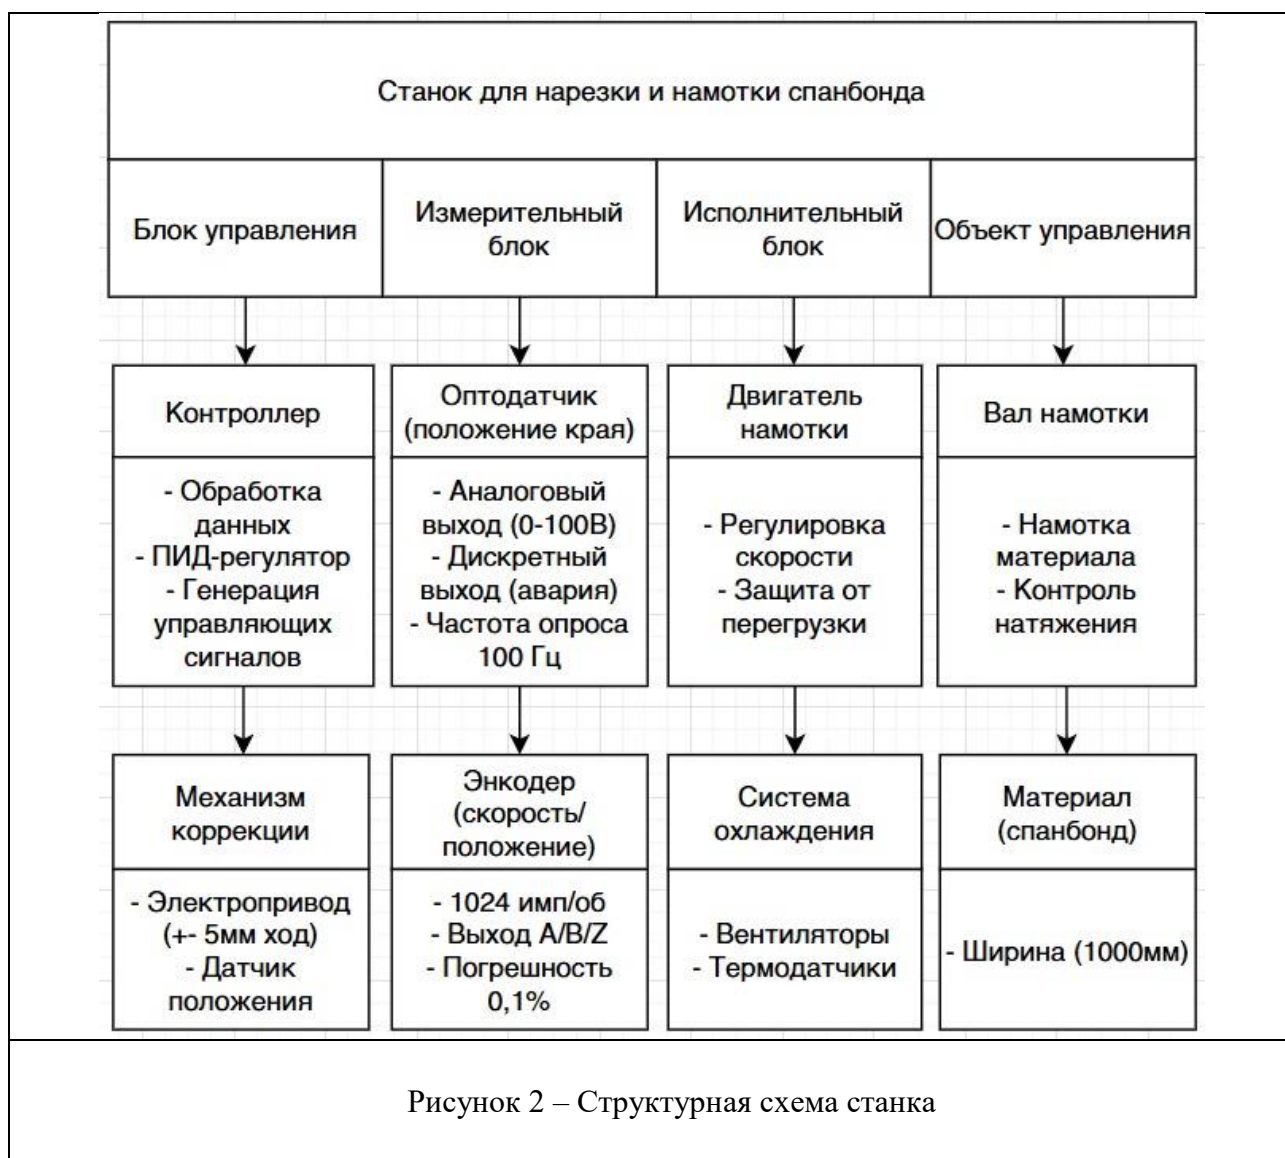 Станок для нарезки и намотки спанбонда
Блок управления
Измерительный
блок
Исполнительный
блок
Объект управления
Контроллер
- Обработка
данных
- ПИД-регулятор
- Генерация
управляющих
сигналов
Оптодатчик
(положение края)
- Аналоговый
выход (0-100В)
- Дискретный
выход (авария)
- Частота опроса
100 Гц
Двигатель
намотки
- Регулировка
скорости
- Защита от
перегрузки
Вал намотки
- Намотка
материала
- Контроль
натяжения
Механизм
коррекции
- Электропривод
(+- 5мм ход)
- Датчик
положения
Энкодер
(скорость/
положение)
- 1024 имп/об
- Выход A/B/Z
- Погрешность
0,1%
Система
охлаждения
- Вентиляторы
- Термодатчики
Материал
(спанбонд)
- Ширина (1000мм)
Рисунок 2 – Структурная схема станка